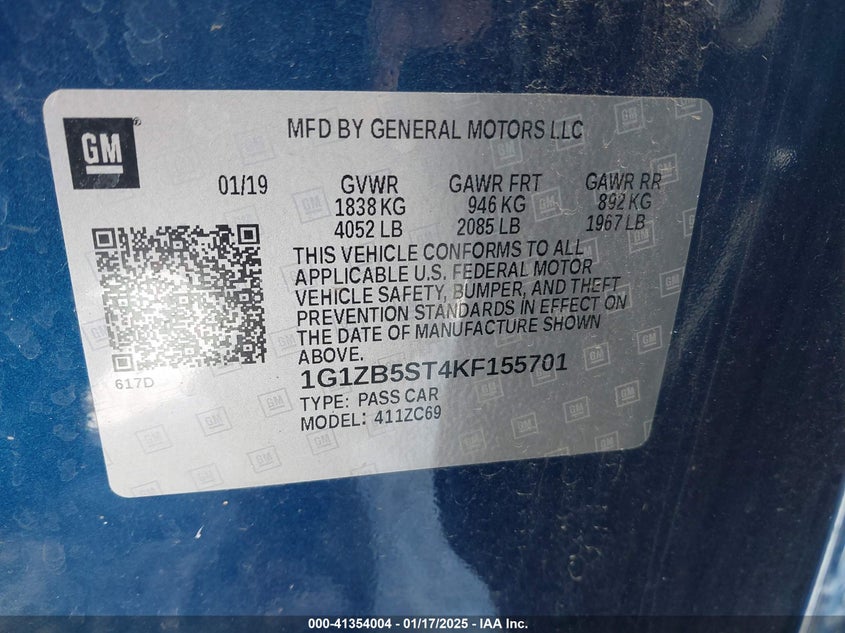 GM
MFD BY GENERAL MOTORS LLC
01/19 GVWR GAWR FRT GAWR RR
1838 KG 946 KG 892 KG
4052 LB 2085 LB 1967 LB
THIS VEHICLE CONFORMS TO ALL
APPLICABLE U.S. FEDERAL MOTOR
VEHICLE SAFETY, BUMPER, AND THEFT
PREVENTION STANDARDS IN EFFECT ON
THE DATE OF MANUFACTURE SHOWN
ABOVE.
617D
1G1ZB5ST4KF155701
TYPE: PASS CAR
MODEL: 411ZC69
000-41354004 — 01/17/2025 — IAA Inc.